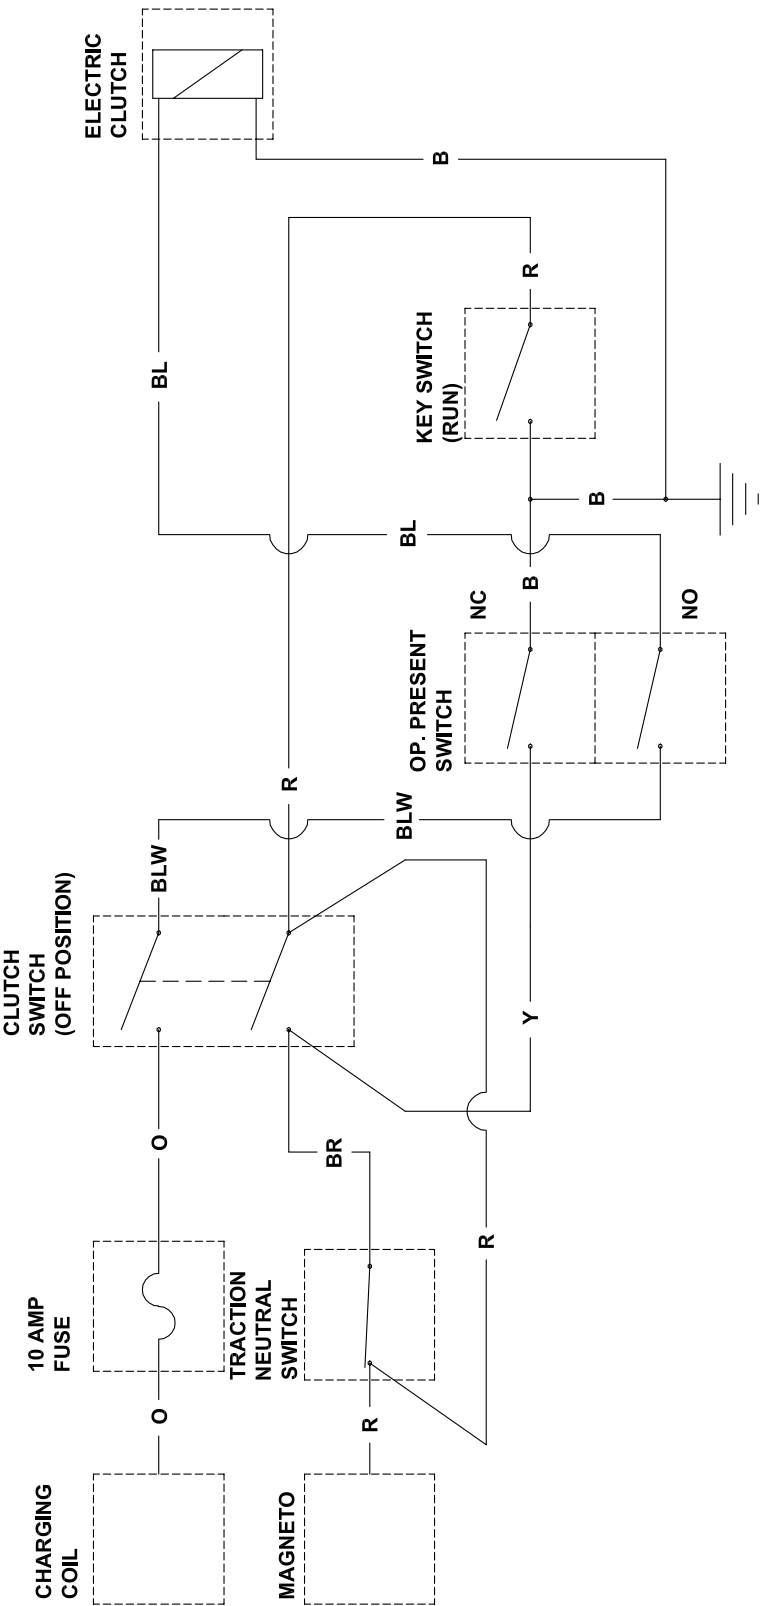 ELECTRIC
CLUTCH
B
R
BL
KEY SWITCH
(RUN)
B
BL
B
NC
NO
OP. PRESENT
SWITCH
R
BLW
BLW
CLUTCH
SWITCH
(OFF POSITION)
Y
O
BR
R
10 AMP
FUSE
TRACTION
NEUTRAL
SWITCH
O
R
CHARGING
COIL
MAGNETO